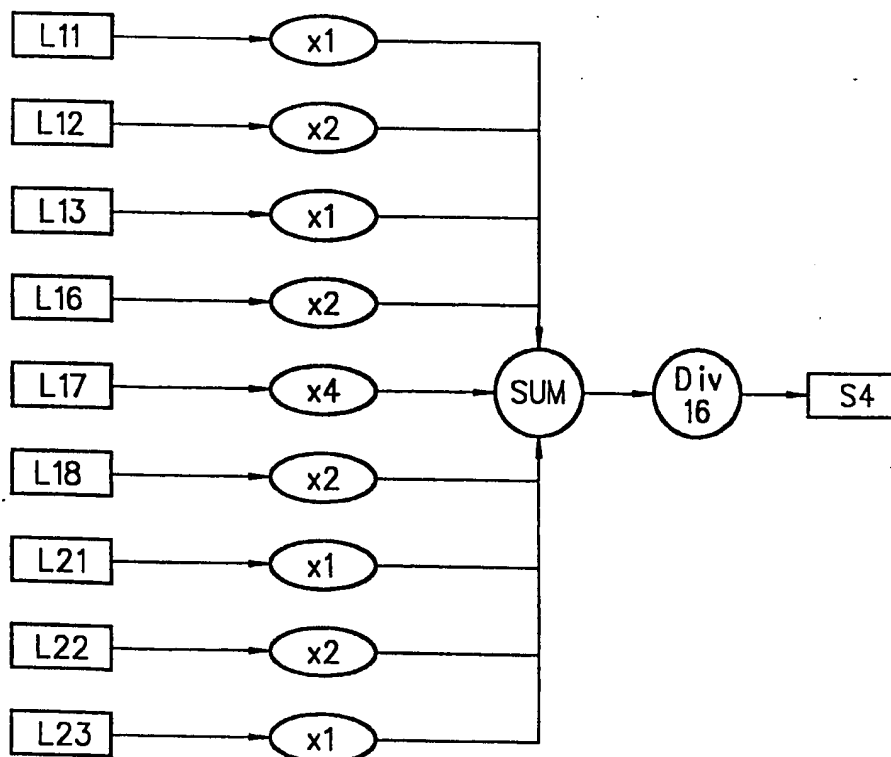 L11 x1
L12 x2
L13 x1
L16 x2
L17 x4 SUM Div 16 S4
L18 x2
L21 x1
L22 x2
L23 x1